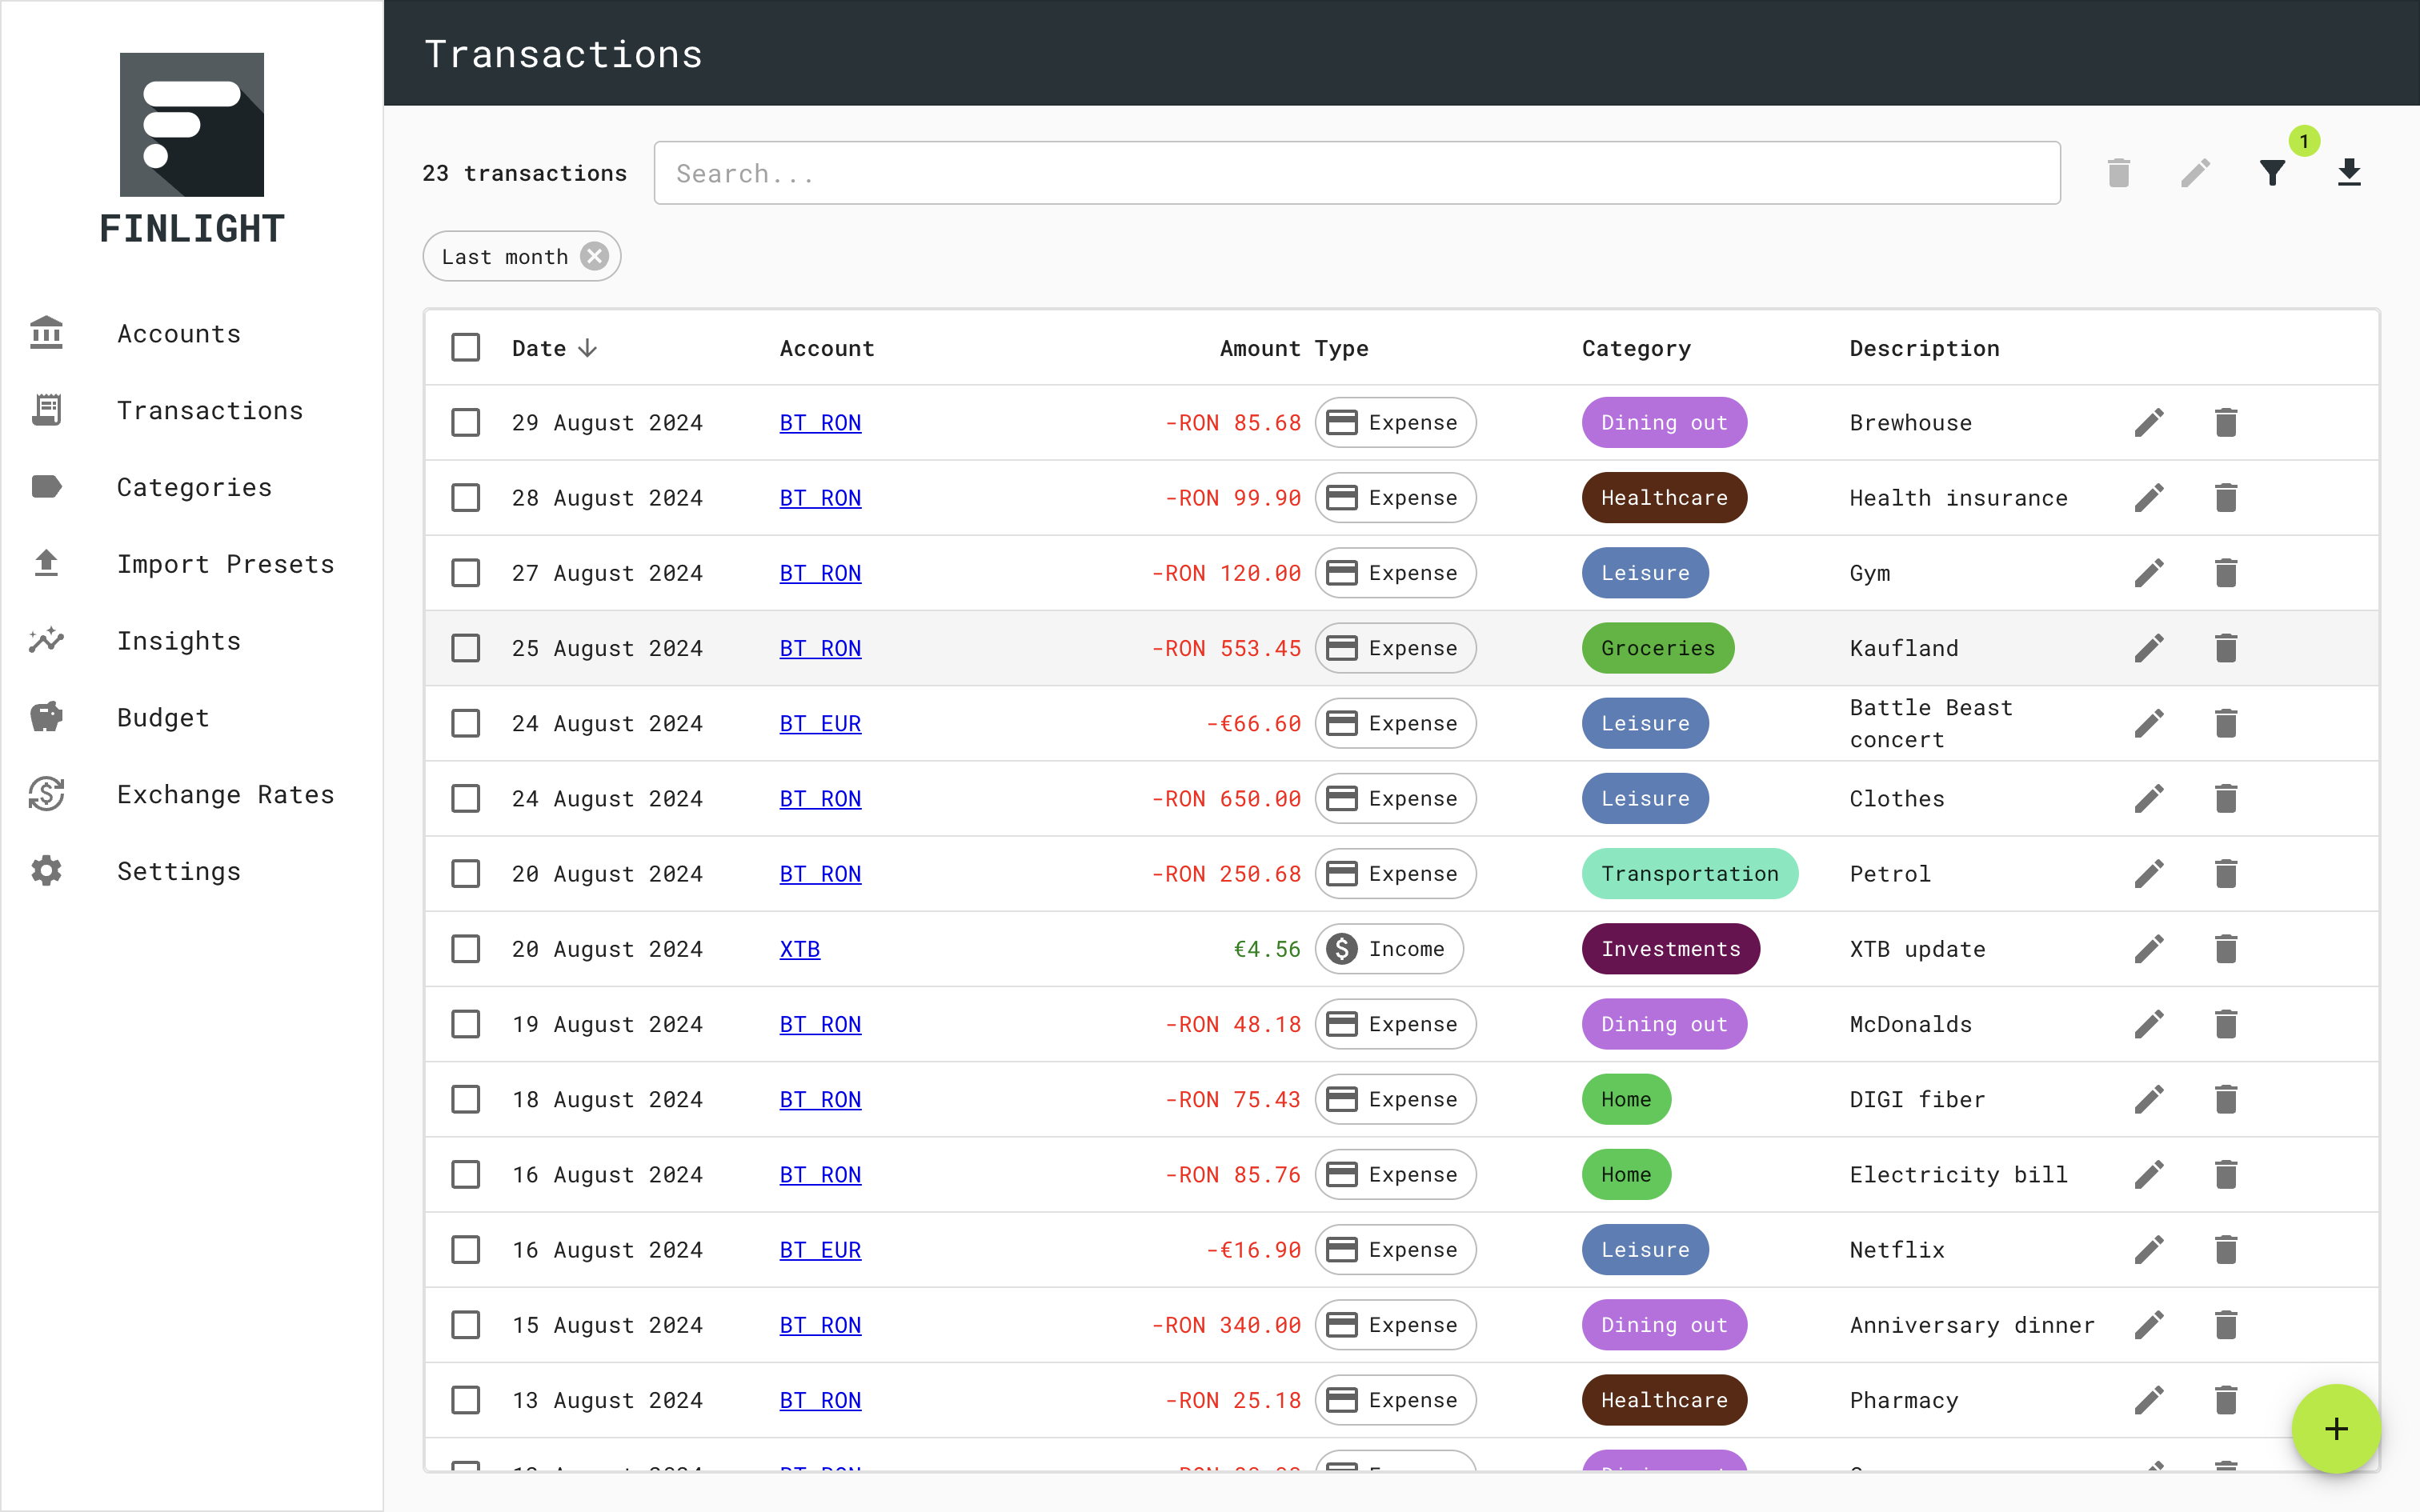 FINLIGHT
Accounts
Transactions
Categories
Import Presets
Insights
Budget
Exchange Rates
Settings
Transactions
23 transactions Search... 1
Last month
Date Account Amount Type Category Description
29 August 2024 BT RON -RON 85.68 Expense Dining out Brewhouse
28 August 2024 BT RON -RON 99.90 Expense Healthcare Health insurance
27 August 2024 BT RON -RON 120.00 Expense Leisure Gym
25 August 2024 BT RON -RON 553.45 Expense Groceries Kaufland
24 August 2024 BT EUR -€66.60 Expense Leisure Battle Beast concert
24 August 2024 BT RON -RON 650.00 Expense Leisure Clothes
20 August 2024 BT RON -RON 250.68 Expense Transportation Petrol
20 August 2024 XTB €4.56 Income Investments XTB update
19 August 2024 BT RON -RON 48.18 Expense Dining out McDonalds
18 August 2024 BT RON -RON 75.43 Expense Home DIGI fiber
16 August 2024 BT RON -RON 85.76 Expense Home Electricity bill
16 August 2024 BT EUR -€16.90 Expense Leisure Netflix
15 August 2024 BT RON -RON 340.00 Expense Dining out Anniversary dinner
13 August 2024 BT RON -RON 25.18 Expense Healthcare Pharmacy